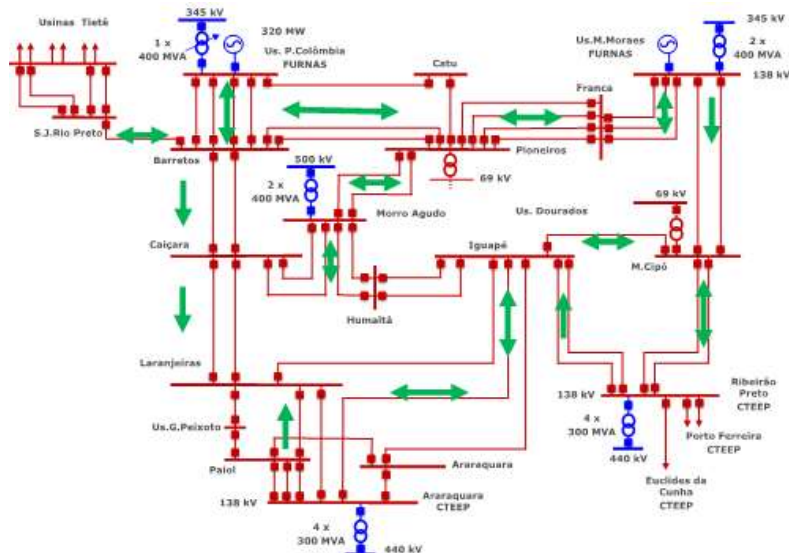 345 kV
320 MW
345 kV
Usinas Tietê
1 x
400 MVA
Us. P.Colômbia
FURNAS
Us.M.Moraes
FURNAS
2 x
400 MVA
138 kV
Catu
Franca
S.J.Rio Preto
Barretos
Pioneiros
500 kV
69 kV
2 x
400 MVA
69 kV
Morro Agudo
Us. Dourados
Caiçara
Iguapé
M.Cipó
Humaitá
Laranjeiras
138 kV
Ribeirão
Preto
CTEEP
Us.G.Peixoto
4 x
300 MVA
Porto Ferreira
CTEEP
440 kV
Paiol
Araraquara
Euclides da
Cunha
CTEEP
138 kV
Araraquara
CTEEP
4 x
300 MVA
440 kV